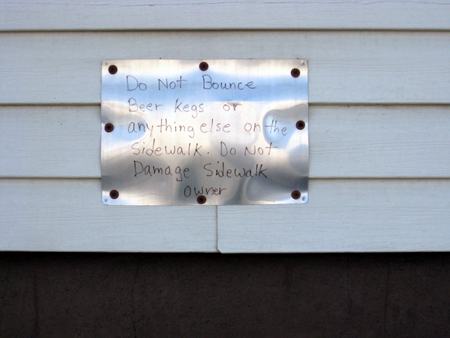 Do Not Bounce
Beer kegs or
anything else on the
Sidewalk. Do Not
Damage Sidewalk
owner